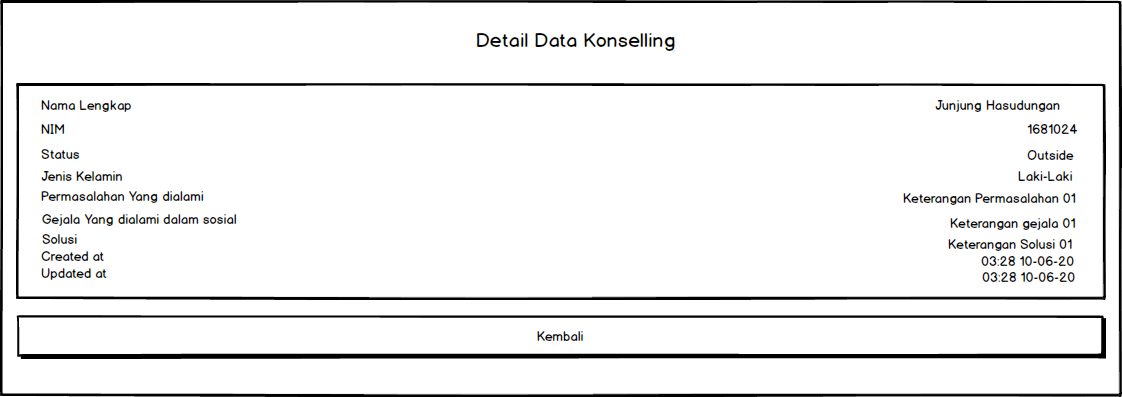 Detail Data Konselling
Nama Lengkap Junjung Hasudungan
NIM 1681024
Status Outside
Jenis Kelamin Laki-Laki
Permasalahan Yang dialami Keterangan Permasalahan 01
Gejala Yang dialami dalam sosial Keterangan gejala 01
Solusi Keterangan Solusi 01
Created at 03:28 10-06-20
Updated at 03:28 10-06-20
Kembali